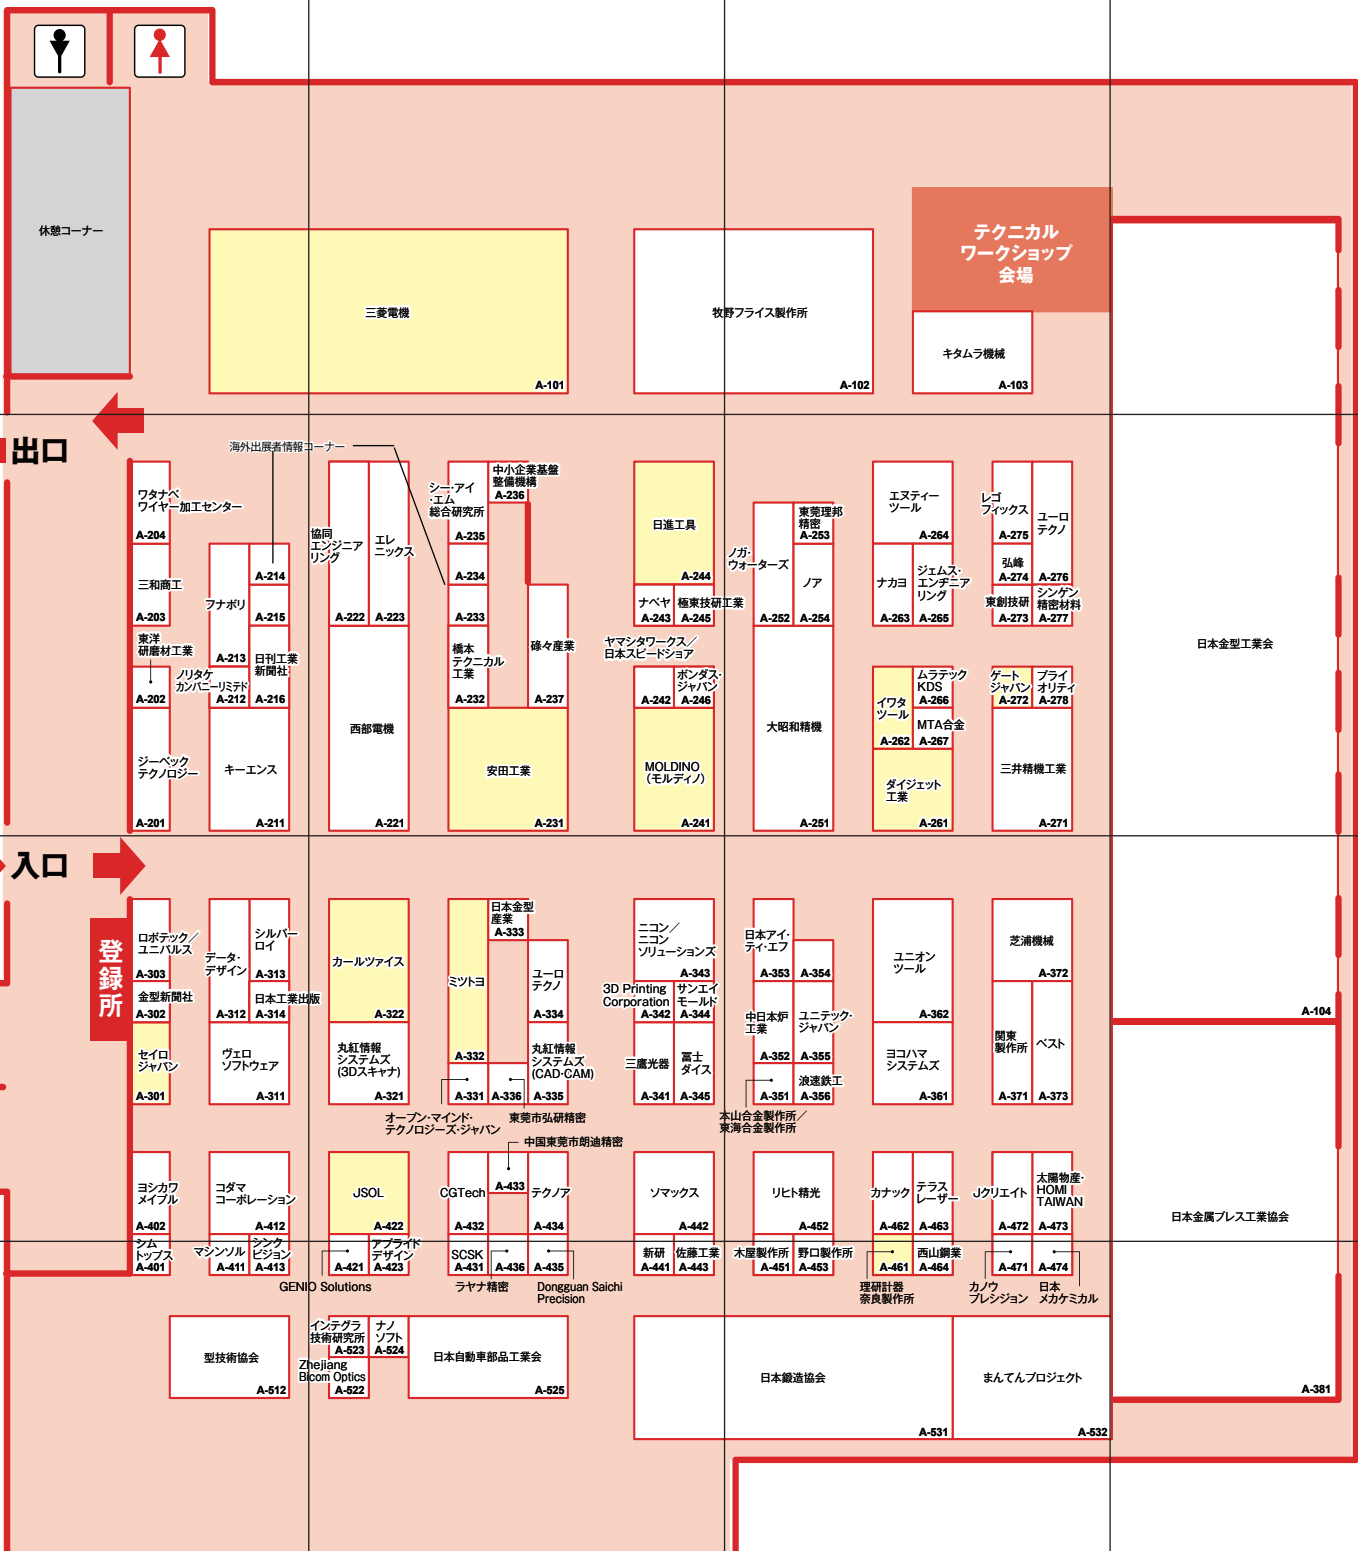 休憩コーナー
三菱電機
A-101
牧野フライス製作所
A-102
テクニカル
ワークショップ
会場
キタムラ機械
A-103
出口
海外出展者情報コーナー
ワタナベ
ワイヤー加工センター
A-204
三和商工
A-203
東洋
研磨材工業
A-202
ジーベック
テクノロジー
A-201
A-214
フナボリ
A-213
A-215
日刊工業
新聞社
A-216
ノリタケ
カンパニーリミテド
A-212
キーエンス
A-211
協同
エンジニア
リング
A-222
エレ
ニックス
A-223
西部電機
A-221
シー・アイ
・エム
総合研究所
A-235
中小企業基盤
整備機構
A-236
A-234
A-233
橋本
テクニカル
工業
A-232
碌々産業
A-237
安田工業
A-231
日進工具
A-244
ナベヤ
A-243
極東技研工業
A-245
ヤマシタワークス／
日本スピードショア
A-242
ボンダス・
ジャパン
A-246
MOLDINO
（モルディノ）
A-241
ノガ・
ウォーターズ
A-252
東莞理邦
精密
A-253
ノア
A-254
大昭和精機
A-251
エヌティー
ツール
A-264
ナカヨ
A-263
ジェムス・
エンヂニア
リング
A-265
イワタ
ツール
A-262
ムラテック
KDS
A-266
MTA合金
A-267
ダイジェット
工業
A-261
レゴ
フィックス
A-275
ユーロ
テクノ
A-276
弘峰
A-274
東創技研
A-273
シンゲン
精密材料
A-277
ゲート
ジャパン
A-272
プライ
オリティ
A-278
三井精機工業
A-271
日本金型工業会
A-104
入口
登録所
ロボテック／
ユニバルス
A-303
金型新聞社
A-302
セイロ
ジャパン
A-301
データ・
デザイン
A-312
シルバー
ロイ
A-313
日本工業出版
A-314
ヴェロ
ソフトウェア
A-311
カールツァイス
A-322
丸紅情報
システムズ
(3Dスキャナ)
A-321
ミツトヨ
A-332
日本金型
産業
A-333
ユーロ
テクノ
A-334
丸紅情報
システムズ
(CAD・CAM)
A-335
A-331
A-336
オープン・マインド・
テクノロジーズ・ジャパン
東莞市弘研精密
ニコン／
ニコン
ソリューションズ
A-343
3D Printing
Corporation
A-342
サンエイ
モールド
A-344
三鷹光器
A-341
冨士
ダイス
A-345
日本アイ・
ティ・エフ
A-353
A-354
中日本炉
工業
A-352
ユニテック・
ジャパン
A-355
A-351
浪速鉄工
A-356
本山合金製作所／
東海合金製作所
ユニオン
ツール
A-362
ヨコハマ
システムズ
A-361
芝浦機械
A-372
関東
製作所
A-371
ベスト
A-373
中国東莞市朗迪精密
ヨシカワ
メイプル
A-402
シム
トップス
A-401
コダマ
コーポレーション
A-412
マシンソル
A-411
シンク
ビジョン
A-413
JSOL
A-422
A-421
アプライド
デザイン
A-423
GENIO Solutions
CGTech
A-432
A-433
テクノア
A-434
SCSK
A-431
A-436
A-435
ラヤナ精密
Dongguan Saichi
Precision
ソマックス
A-442
新研
A-441
佐藤工業
A-443
リヒト精光
A-452
木屋製作所
A-451
野口製作所
A-453
カナック
A-462
テラス
レーザー
A-463
A-461
西山鋼業
A-464
理研計器
奈良製作所
Jクリエイト
A-472
太陽物産・
HOMI
TAIWAN
A-473
A-471
A-474
カノウ
プレシジョン
日本
メカケミカル
日本金属プレス工業協会
A-381
型技術協会
A-512
インテグラ
技術研究所
A-523
ナノ
ソフト
A-524
Zhejiang
Bicom Optics
A-522
日本自動車部品工業会
A-525
日本鍛造協会
A-531
まんてんプロジェクト
A-532